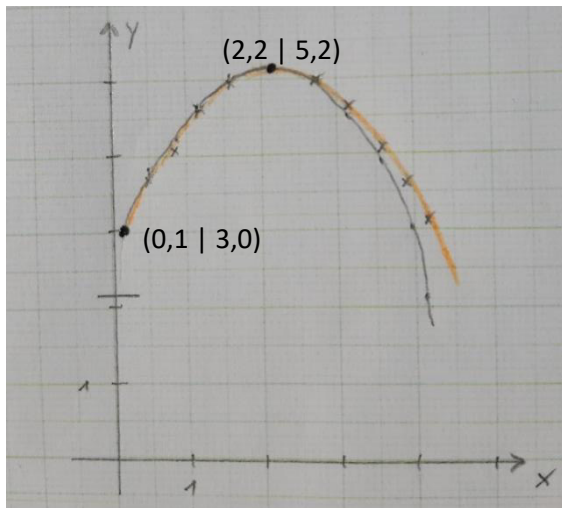 Y
(2,2 | 5,2)
(0,1 | 3,0)
1
1
X